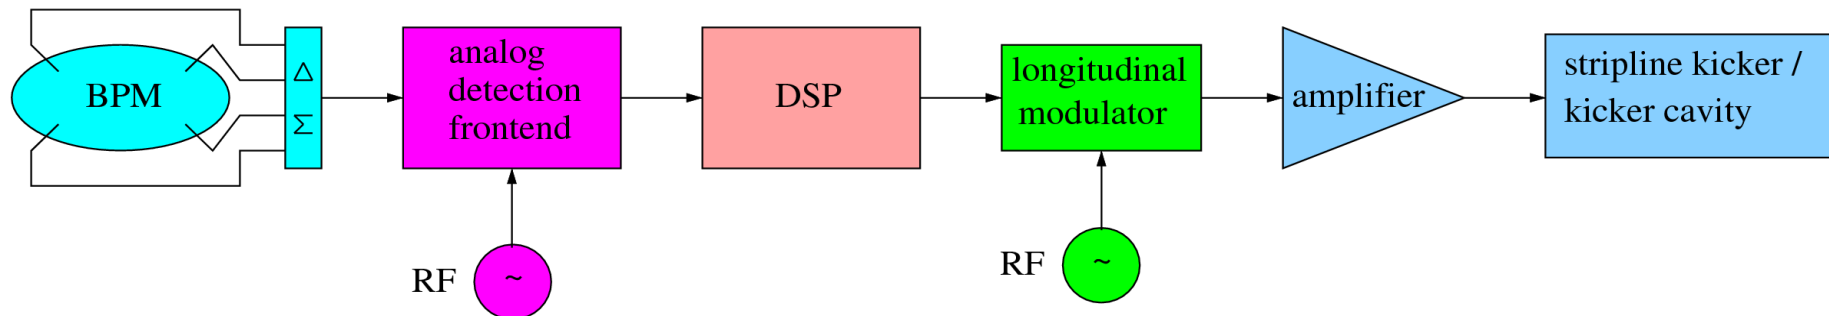 BPM
Δ
Σ
analog
detection
frontend
RF
~
DSP
longitudinal
modulator
RF
~
amplifier
stripline kicker /
kicker cavity